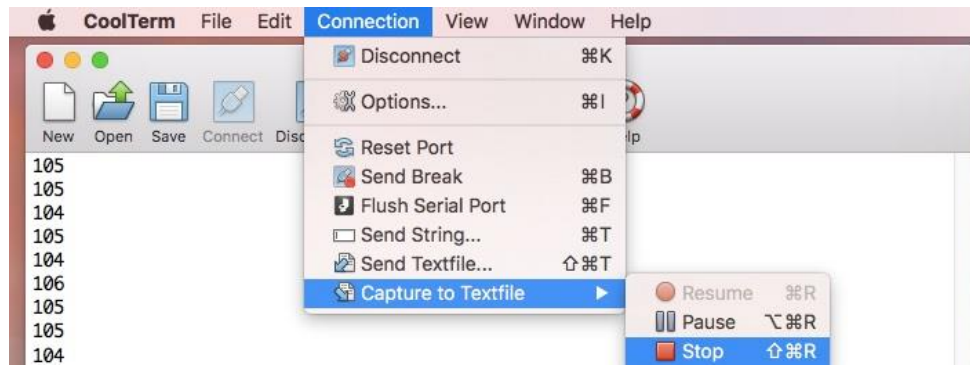 CoolTerm File Edit Connection View Window Help
Disconnect ⌘K
Options... ⌘I
Reset Port
Send Break ⌘B
Flush Serial Port ⌘F
Send String... ⌘T
Send Textfile... ⇧⌘T
Capture to Textfile ▶
Resume ⌘R
Pause ⌥⌘R
Stop ⇧⌘R
New Open Save Connect
105
105
104
105
104
106
105
105
104